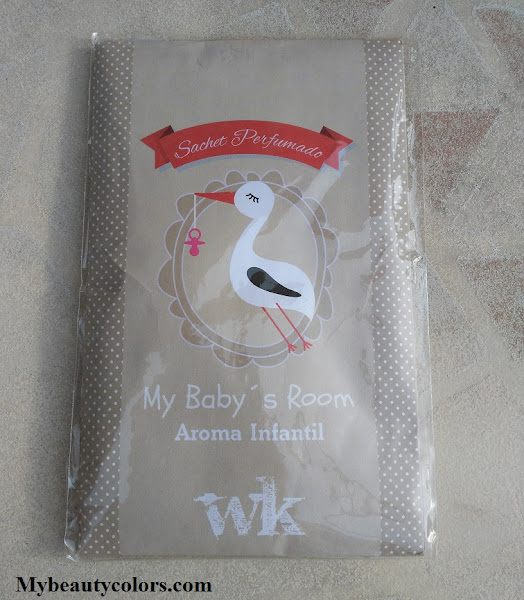 Sachet Perfumado
My Baby´s Room
Aroma Infantil
wk
Mybeautycolors.com